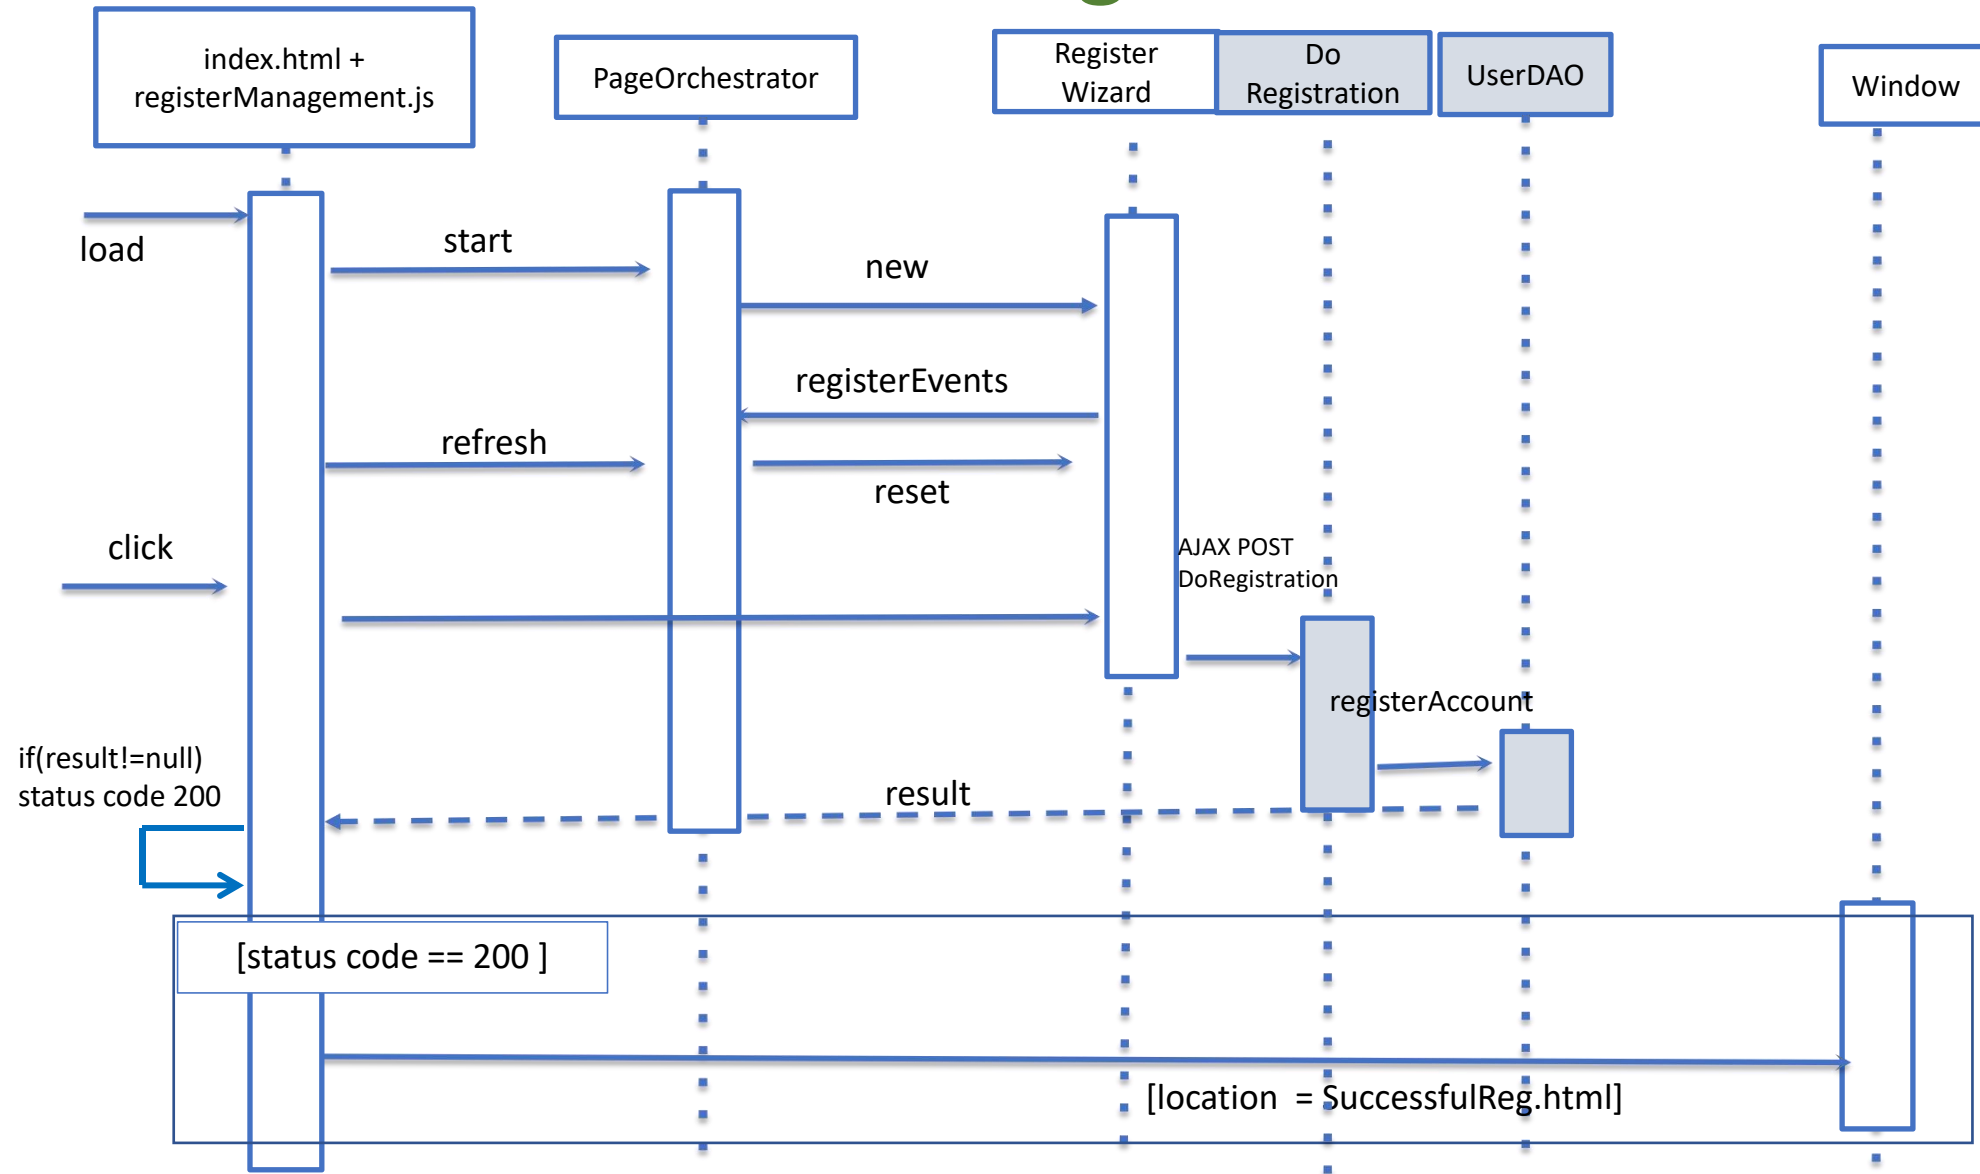 index.html +
registerManagement.js
PageOrchestrator
Register
Wizard
Do
Registration
UserDAO
Window
load
start
new
registerEvents
refresh
reset
click
AJAX POST
DoRegistration
registerAccount
if(result!=null)
status code 200
result
[status code == 200 ]
[location  = SuccessfulReg.html]